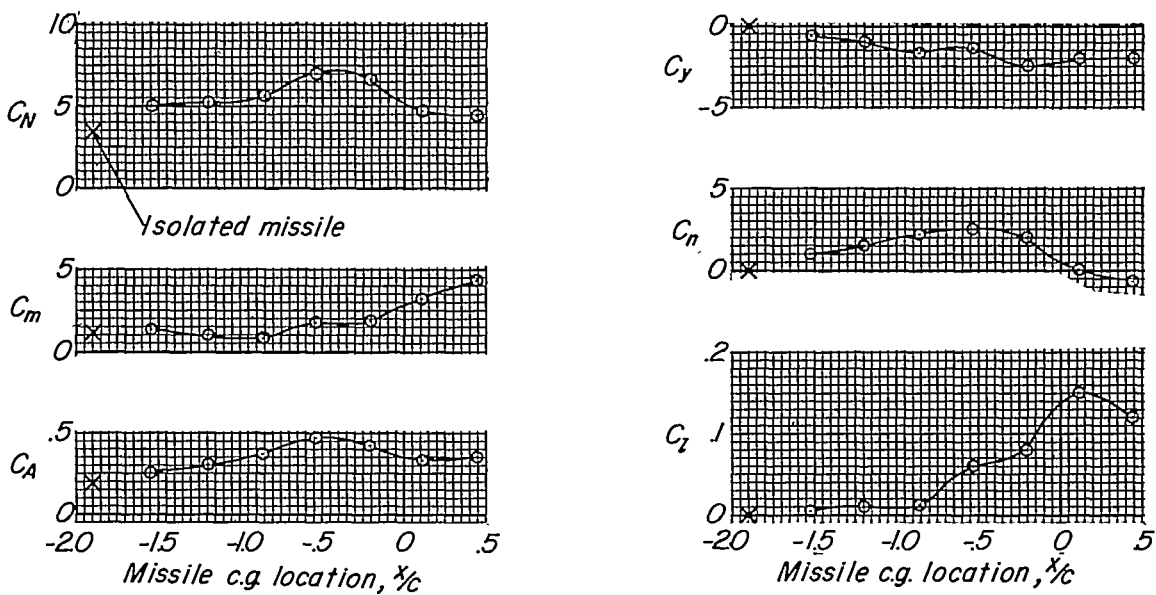 10
C_N 5
0
Isolated missile
5
C_m
0
.5
C_A
0
-2.0 -1.5 -1.0 -.5 0 .5
Missile c.g. location, x/c
0
C_y
-5
5
C_n
0
.2
C_l .1
0
-2.0 -1.5 -1.0 -.5 0 .5
Missile c.g. location, x/c